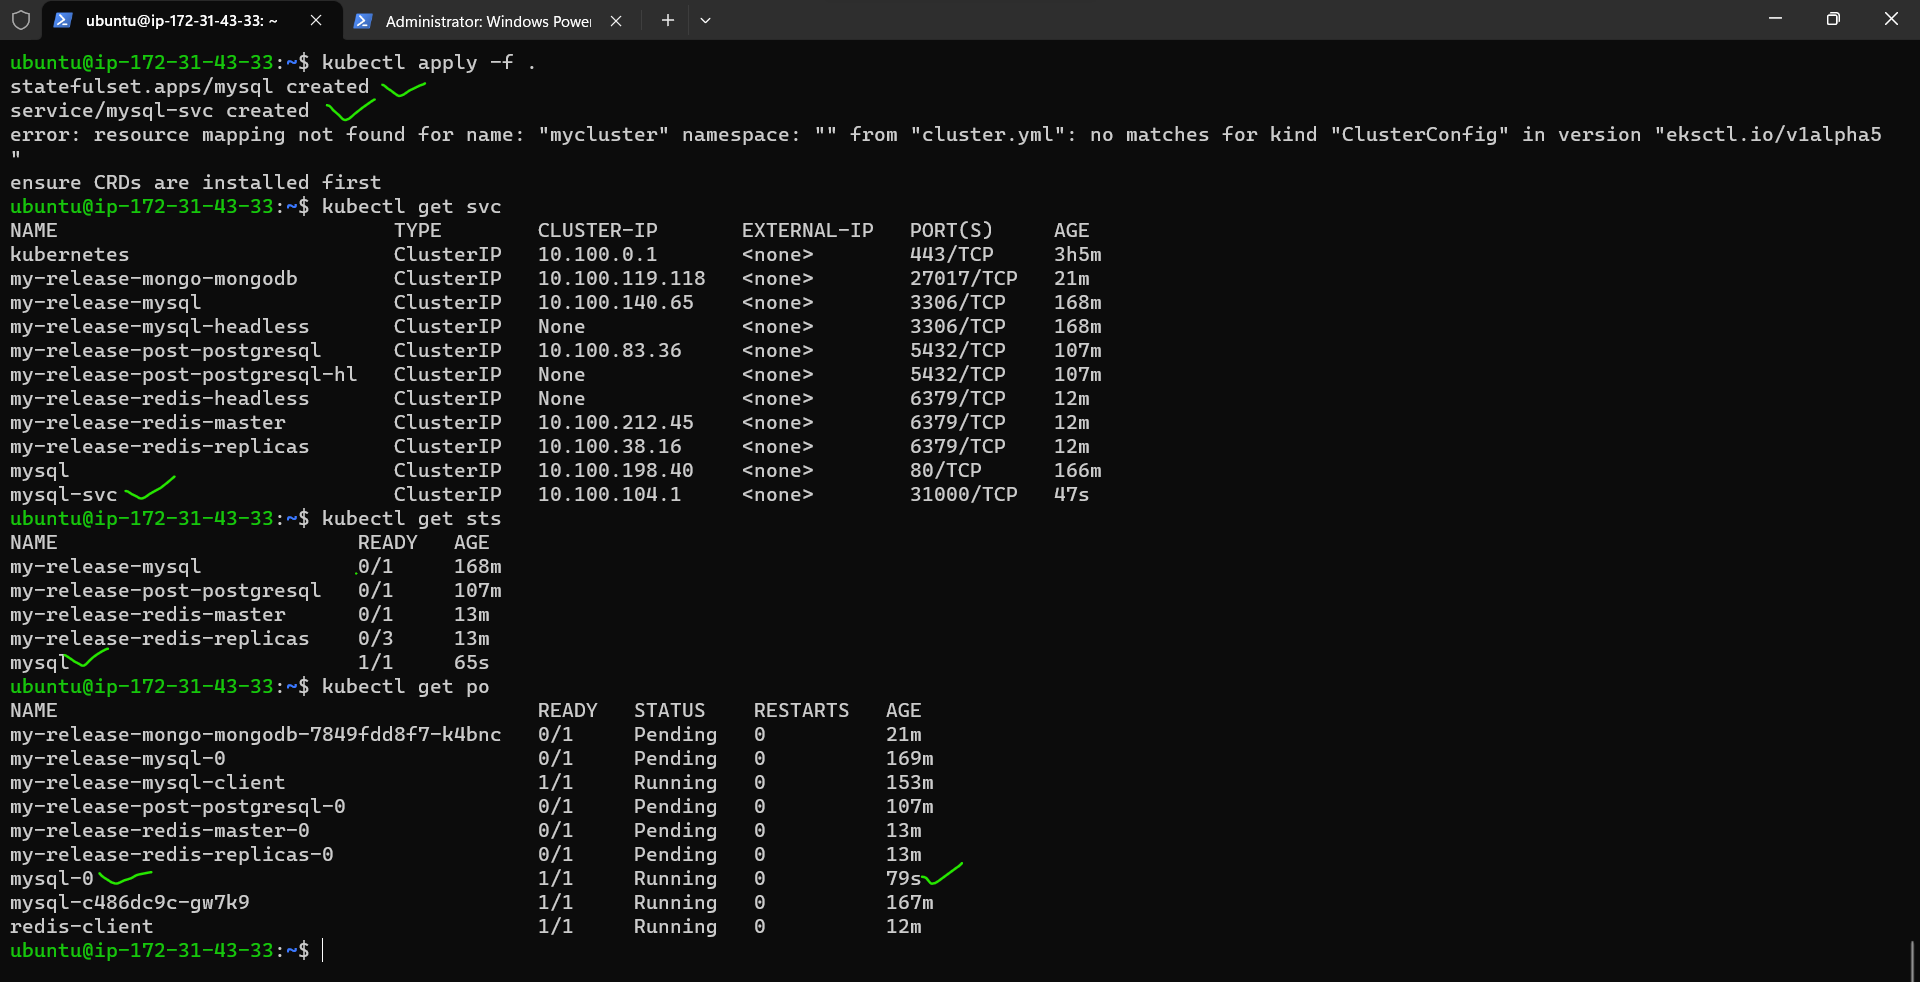 ubuntu@ip-172-31-43-33: ~
Administrator: Windows Power
ubuntu@ip-172-31-43-33:~$ kubectl apply -f .
statefulset.apps/mysql created
service/mysql-svc created
error: resource mapping not found for name: "mycluster" namespace: "" from "cluster.yml": no matches for kind "ClusterConfig" in version "eksctl.io/v1alpha5
"
ensure CRDs are installed first
ubuntu@ip-172-31-43-33:~$ kubectl get svc
NAME TYPE CLUSTER-IP EXTERNAL-IP PORT(S) AGE
kubernetes ClusterIP 10.100.0.1 <none> 443/TCP 3h5m
my-release-mongo-mongodb ClusterIP 10.100.119.118 <none> 27017/TCP 21m
my-release-mysql ClusterIP 10.100.140.65 <none> 3306/TCP 168m
my-release-mysql-headless ClusterIP None <none> 3306/TCP 168m
my-release-post-postgresql ClusterIP 10.100.83.36 <none> 5432/TCP 107m
my-release-post-postgresql-hl ClusterIP None <none> 5432/TCP 107m
my-release-redis-headless ClusterIP None <none> 6379/TCP 12m
my-release-redis-master ClusterIP 10.100.212.45 <none> 6379/TCP 12m
my-release-redis-replicas ClusterIP 10.100.38.16 <none> 6379/TCP 12m
mysql ClusterIP 10.100.198.40 <none> 80/TCP 166m
mysql-svc ClusterIP 10.100.104.1 <none> 31000/TCP 47s
ubuntu@ip-172-31-43-33:~$ kubectl get sts
NAME READY AGE
my-release-mysql 0/1 168m
my-release-post-postgresql 0/1 107m
my-release-redis-master 0/1 13m
my-release-redis-replicas 0/3 13m
mysql 1/1 65s
ubuntu@ip-172-31-43-33:~$ kubectl get po
NAME READY STATUS RESTARTS AGE
my-release-mongo-mongodb-7849fdd8f7-k4bnc 0/1 Pending 0 21m
my-release-mysql-0 0/1 Pending 0 169m
my-release-mysql-client 1/1 Running 0 153m
my-release-post-postgresql-0 0/1 Pending 0 107m
my-release-redis-master-0 0/1 Pending 0 13m
my-release-redis-replicas-0 0/1 Pending 0 13m
mysql-0 1/1 Running 0 79s
mysql-c486dc9c-gw7k9 1/1 Running 0 167m
redis-client 1/1 Running 0 12m
ubuntu@ip-172-31-43-33:~$